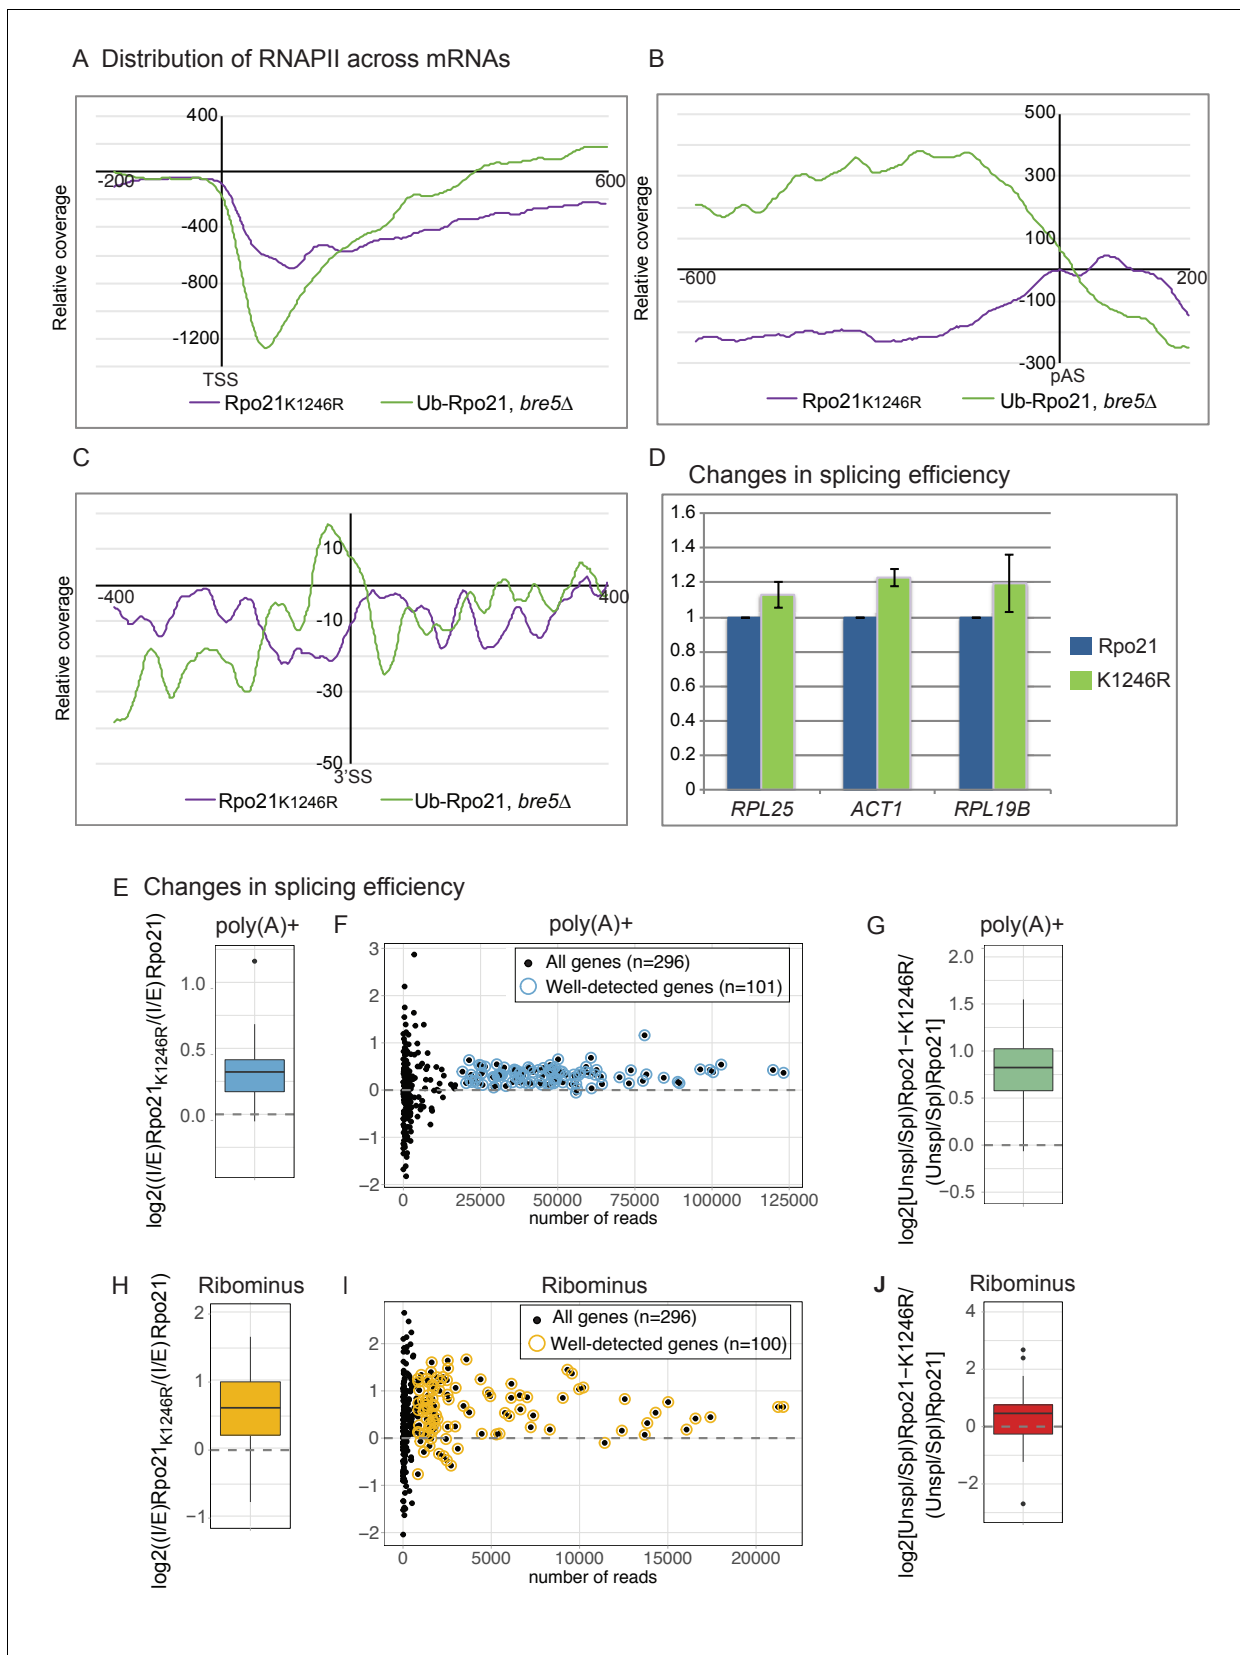 A Distribution of RNAPII across mRNAs
400
-200
600
-400
-800
-1200
Relative coverage
TSS
Rpo21K1246R
Ub-Rpo21, bre5Δ
B
500
300
100
-600
200
-100
-300
Relative coverage
pAS
Rpo21K1246R
Ub-Rpo21, bre5Δ
C
10
-400
400
-10
-30
-50
Relative coverage
3'SS
Rpo21K1246R
Ub-Rpo21, bre5Δ
D Changes in splicing efficiency
1.6
1.4
1.2
1
0.8
0.6
0.4
0.2
0
RPL25
ACT1
RPL19B
Rpo21
K1246R
E Changes in splicing efficiency
poly(A)+
log2((I/E)Rpo21K1246R/(I/E)Rpo21)
1.0
0.5
0.0
F
poly(A)+
3
2
1
0
−1
−2
All genes (n=296)
Well-detected genes (n=101)
0
25000
50000
75000
100000
125000
number of reads
G
poly(A)+
log2[Unspl/Spl)Rpo21−K1246R/
(Unspl/Spl)Rpo21]
2.0
1.5
1.0
0.5
0.0
−0.5
H
Ribominus
log2((I/E)Rpo21K1246R/(I/E)Rpo21)
2
1
0
−1
I
Ribominus
2
1
0
−1
−2
All genes (n=296)
Well-detected genes (n=100)
0
5000
10000
15000
20000
number of reads
J
Ribominus
log2[Unspl/Spl)Rpo21−K1246R/
(Unspl/Spl)Rpo21]
4
2
0
−2